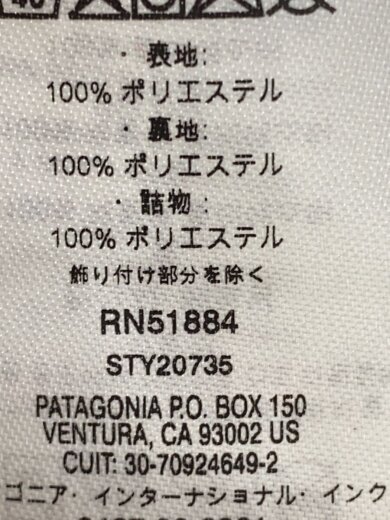 ・表地:
100% ポリエステル
・裏地:
100% ポリエステル
・詰物:
100% ポリエステル
飾り付け部分を除く
RN51884
STY20735
PATAGONIA P.O. BOX 150
VENTURA, CA 93002 US
CUIT: 30-70924649-2
ゴニア・インターナショナル・インク